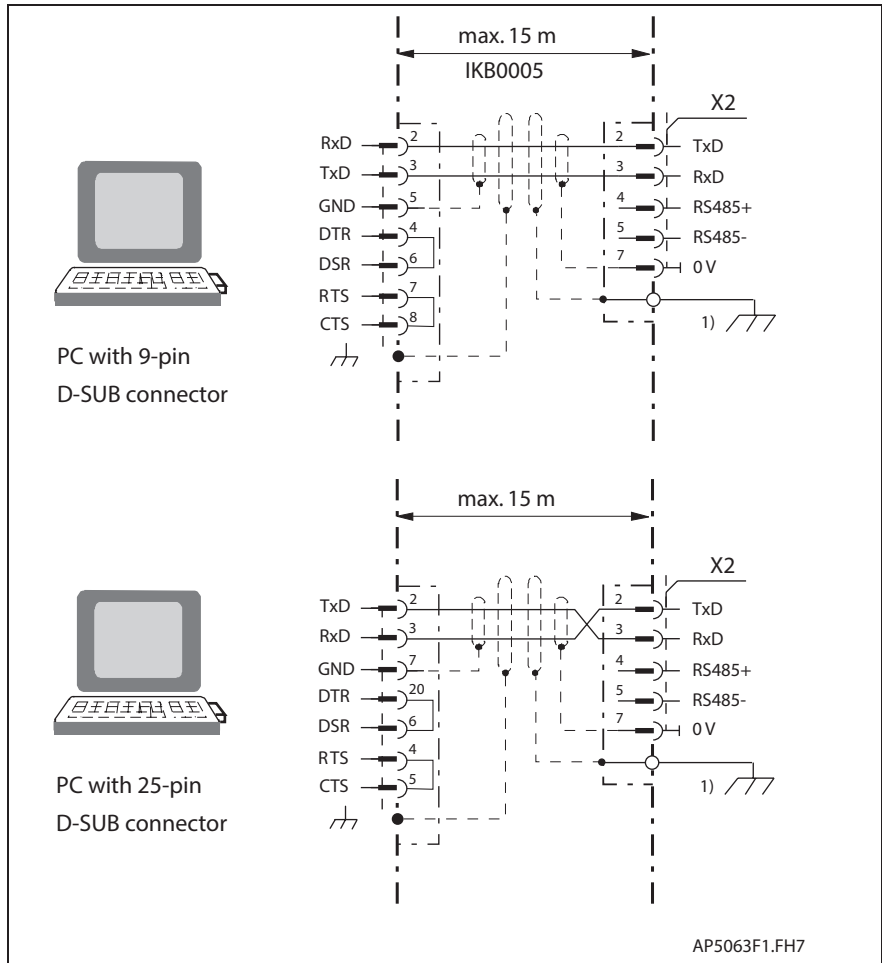 max. 15 m
IKB0005
X2
RxD 2 2 TxD
TxD 3 3 RxD
GND 5 4 RS485+
DTR 4 5 RS485-
DSR 6 7 0 V
RTS 7
CTS 8 1)
PC with 9-pin
D-SUB connector
max. 15 m
X2
TxD 2 2 TxD
RxD 3 3 RxD
GND 7 4 RS485+
DTR 20 5 RS485-
DSR 6 7 0 V
RTS 4
CTS 5 1)
PC with 25-pin
D-SUB connector
AP5063F1.FH7